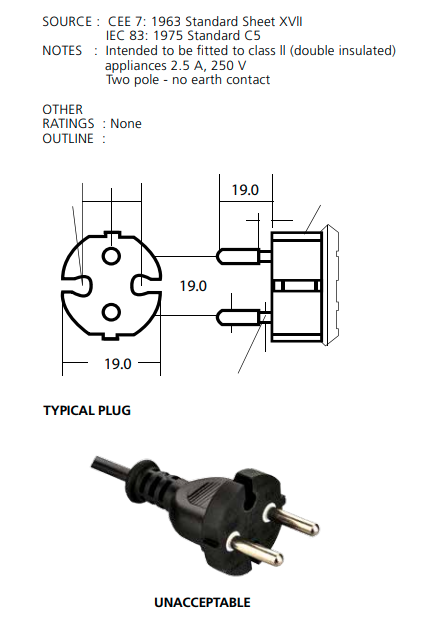 SOURCE : CEE 7: 1963 Standard Sheet XVll
IEC 83: 1975 Standard C5
NOTES : Intended to be fitted to class ll (double insulated)
appliances 2.5 A, 250 V
Two pole - no earth contact
OTHER
RATINGS : None
OUTLINE :
19.0
19.0
19.0
TYPICAL PLUG
UNACCEPTABLE